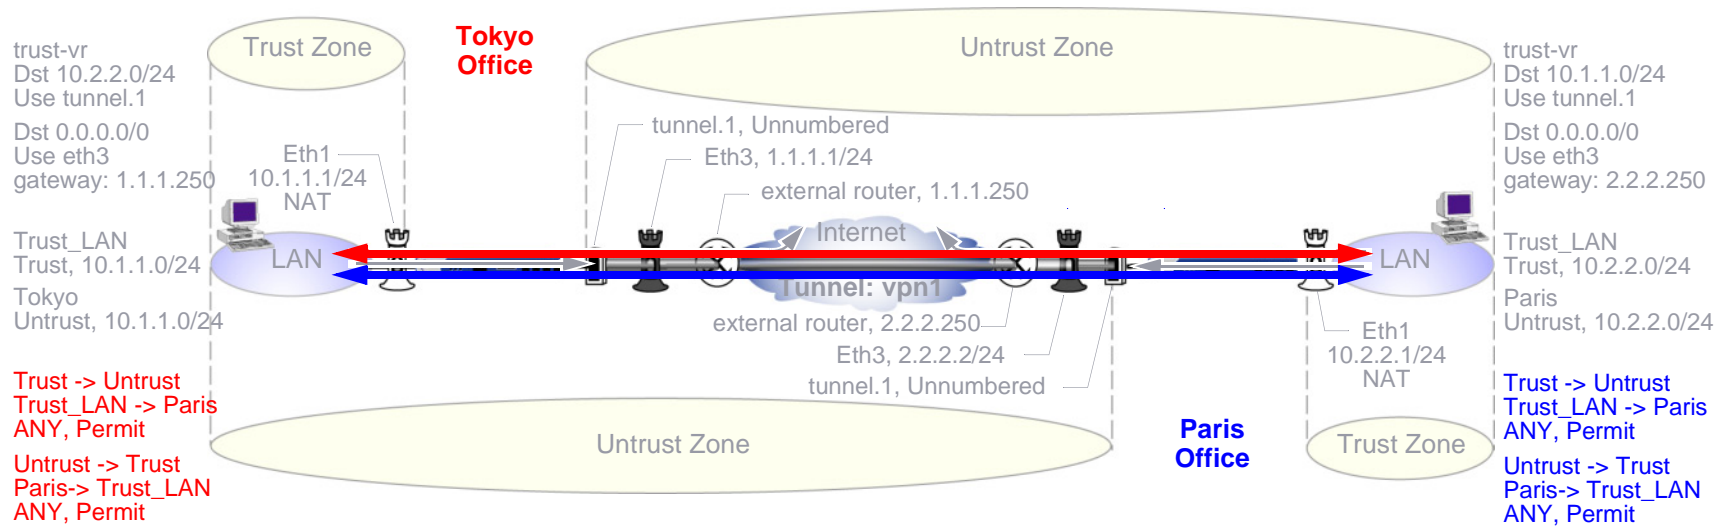 Trust Zone
Tokyo
Office
Untrust Zone
trust-vr
Dst 10.2.2.0/24
Use tunnel.1
Dst 0.0.0.0/0
Use eth3
gateway: 1.1.1.250
Eth1
10.1.1.1/24
NAT
tunnel.1, Unnumbered
Eth3, 1.1.1.1/24
external router, 1.1.1.250
trust-vr
Dst 10.1.1.0/24
Use tunnel.1
Dst 0.0.0.0/0
Use eth3
gateway: 2.2.2.250
Trust_LAN
Trust, 10.1.1.0/24
Tokyo
Untrust, 10.1.1.0/24
LAN
Internet
Tunnel: vpn1
LAN
Trust_LAN
Trust, 10.2.2.0/24
Paris
Untrust, 10.2.2.0/24
external router, 2.2.2.250
Eth3, 2.2.2.2/24
tunnel.1, Unnumbered
Eth1
10.2.2.1/24
NAT
Trust -> Untrust
Trust_LAN -> Paris
ANY, Permit
Untrust -> Trust
Paris-> Trust_LAN
ANY, Permit
Untrust Zone
Paris
Office
Trust Zone
Trust -> Untrust
Trust_LAN -> Paris
ANY, Permit
Untrust -> Trust
Paris-> Trust_LAN
ANY, Permit